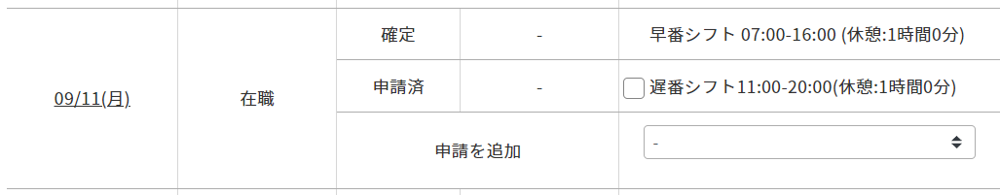 確定 - 早番シフト 07:00-16:00 (休憩:1時間0分)
09/11(月) 在職 申請済 - 遅番シフト11:00-20:00(休憩:1時間0分)
申請を追加 -